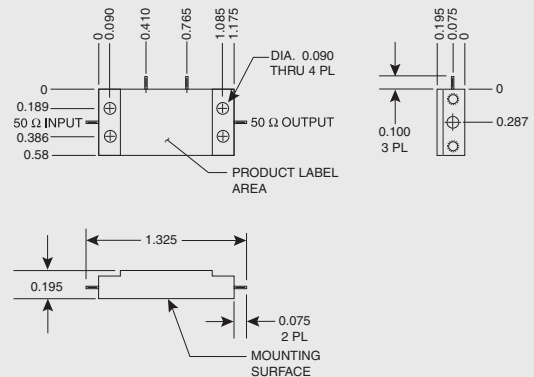 0
0.090
0.410
0.765
1.085
1.175
0.195
0.075
0
DIA. 0.090
THRU 4 PL
0
0.189
50 Ω INPUT
0.386
0.58
50 Ω OUTPUT
PRODUCT LABEL
AREA
0
0.287
0.100
3 PL
1.325
0.195
0.075
2 PL
MOUNTING
SURFACE